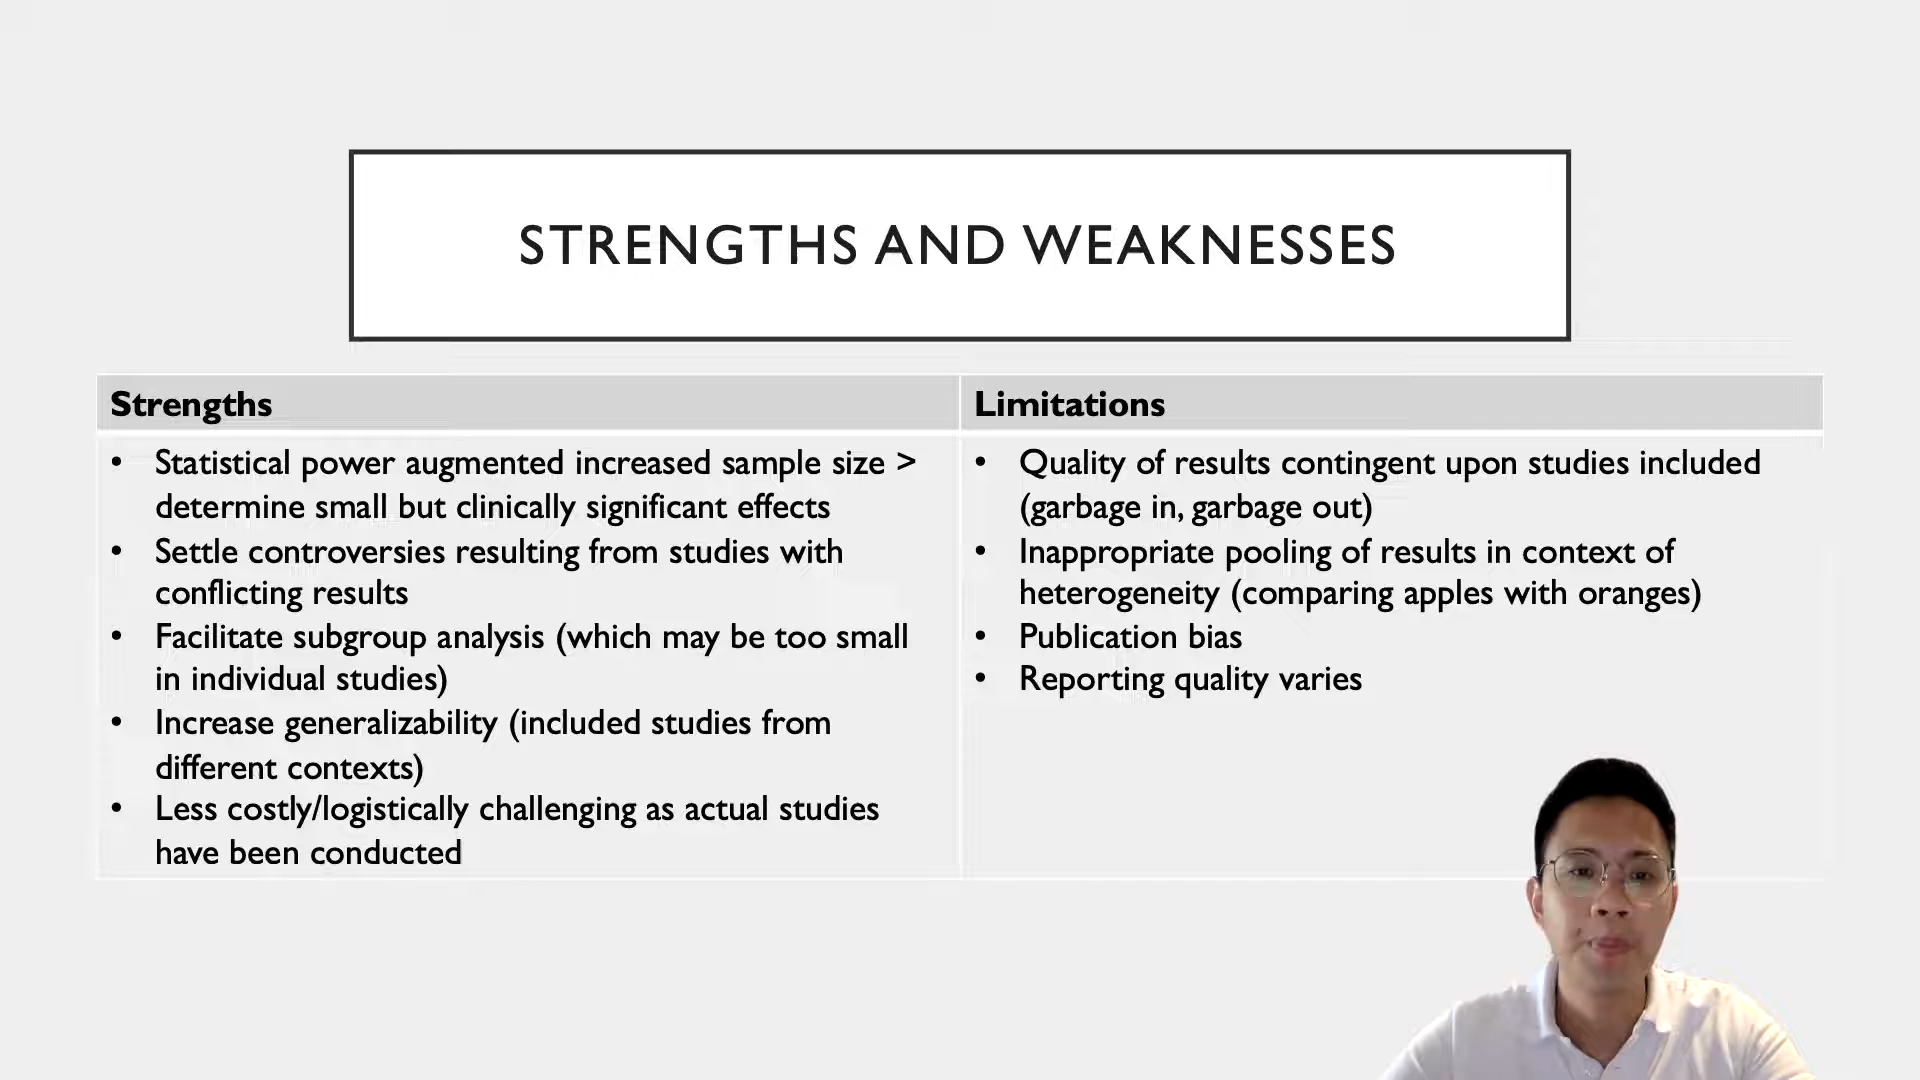 STRENGTHS AND WEAKNESSES
Strengths
• Statistical power augmented increased sample size >
determine small but clinically significant effects
• Settle controversies resulting from studies with
conflicting results
• Facilitate subgroup analysis (which may be too small
in individual studies)
• Increase generalizability (included studies from
different contexts)
• Less costly/logistically challenging as actual studies
have been conducted
Limitations
• Quality of results contingent upon studies included
(garbage in, garbage out)
• Inappropriate pooling of results in context of
heterogeneity (comparing apples with oranges)
• Publication bias
• Reporting quality varies